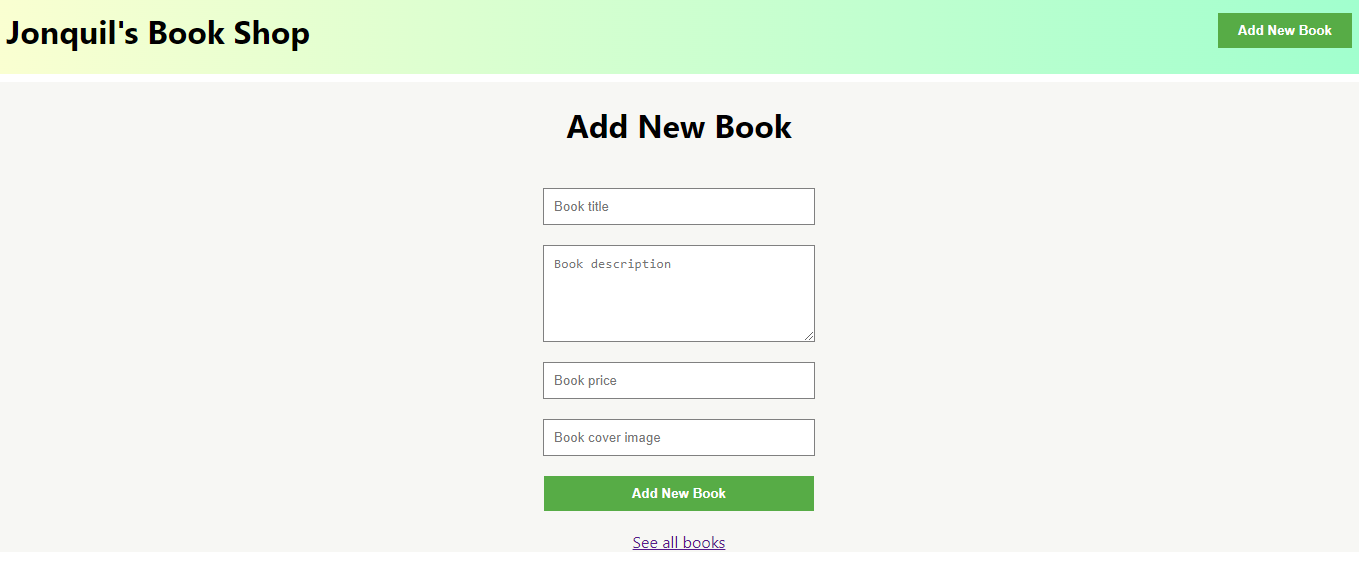 Jonquil's Book Shop
Add New Book
Add New Book
Book title
Book description
Book price
Book cover image
Add New Book
See all books